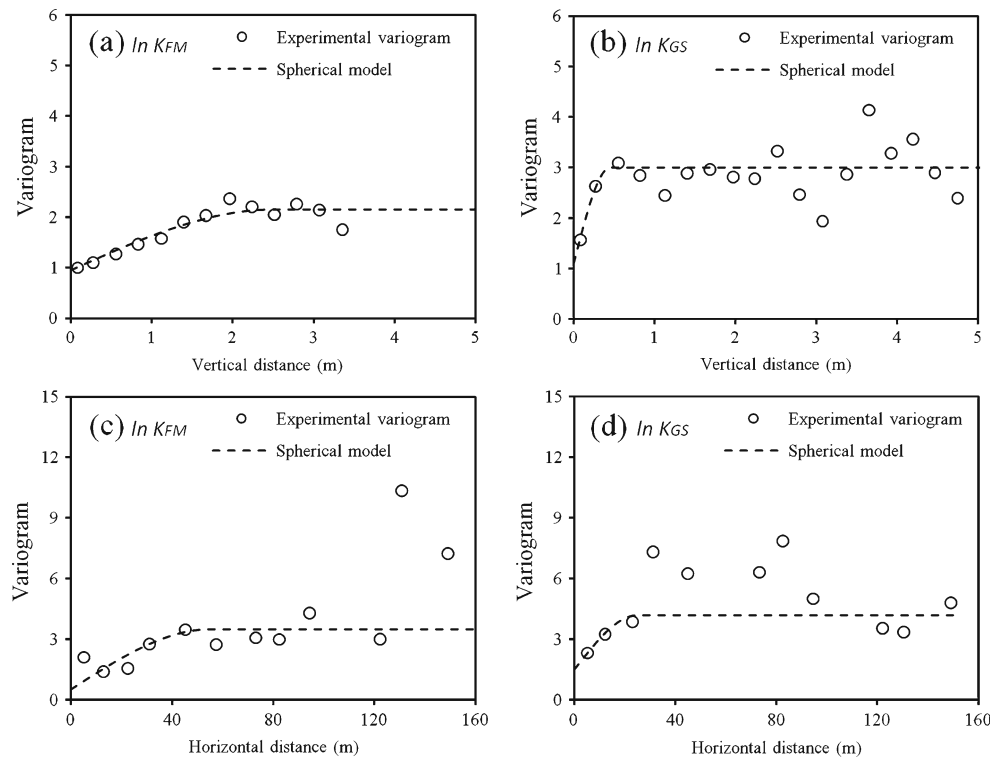 (a) ln KFM
Experimental variogram
Spherical model
Variogram
6
5
4
3
2
1
0
0 1 2 3 4 5
Vertical distance (m)
(b) ln KGS
Experimental variogram
Spherical model
6
5
4
3
2
1
0
0 1 2 3 4 5
Vertical distance (m)
(c) ln KFM
Experimental variogram
Spherical model
Variogram
15
12
9
6
3
0
0 40 80 120 160
Horizontal distance (m)
(d) ln KGS
Experimental variogram
Spherical model
Variogram
15
12
9
6
3
0
0 40 80 120 160
Horizontal distance (m)